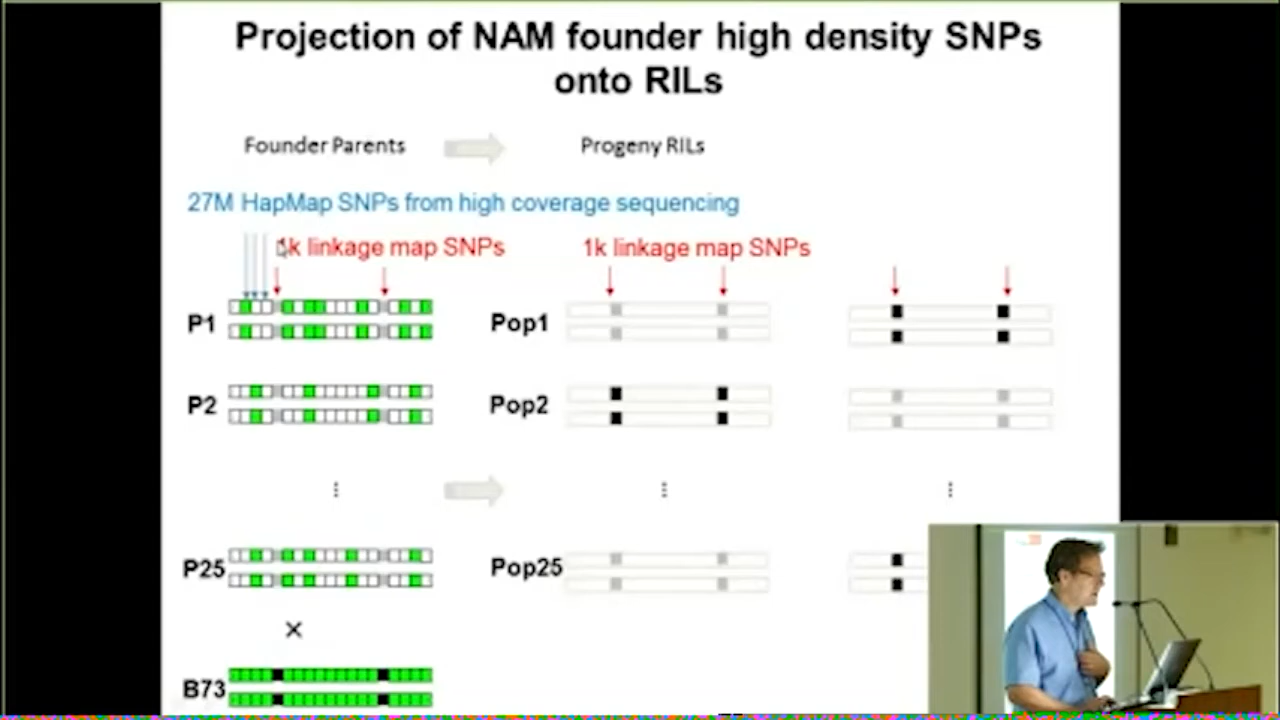 Projection of NAM founder high density SNPs
onto RILs
Founder Parents
Progeny RILs
27M HapMap SNPs from high coverage sequencing
1k linkage map SNPs
1k linkage map SNPs
P1
Pop1
P2
Pop2
P25
Pop25
×
B73